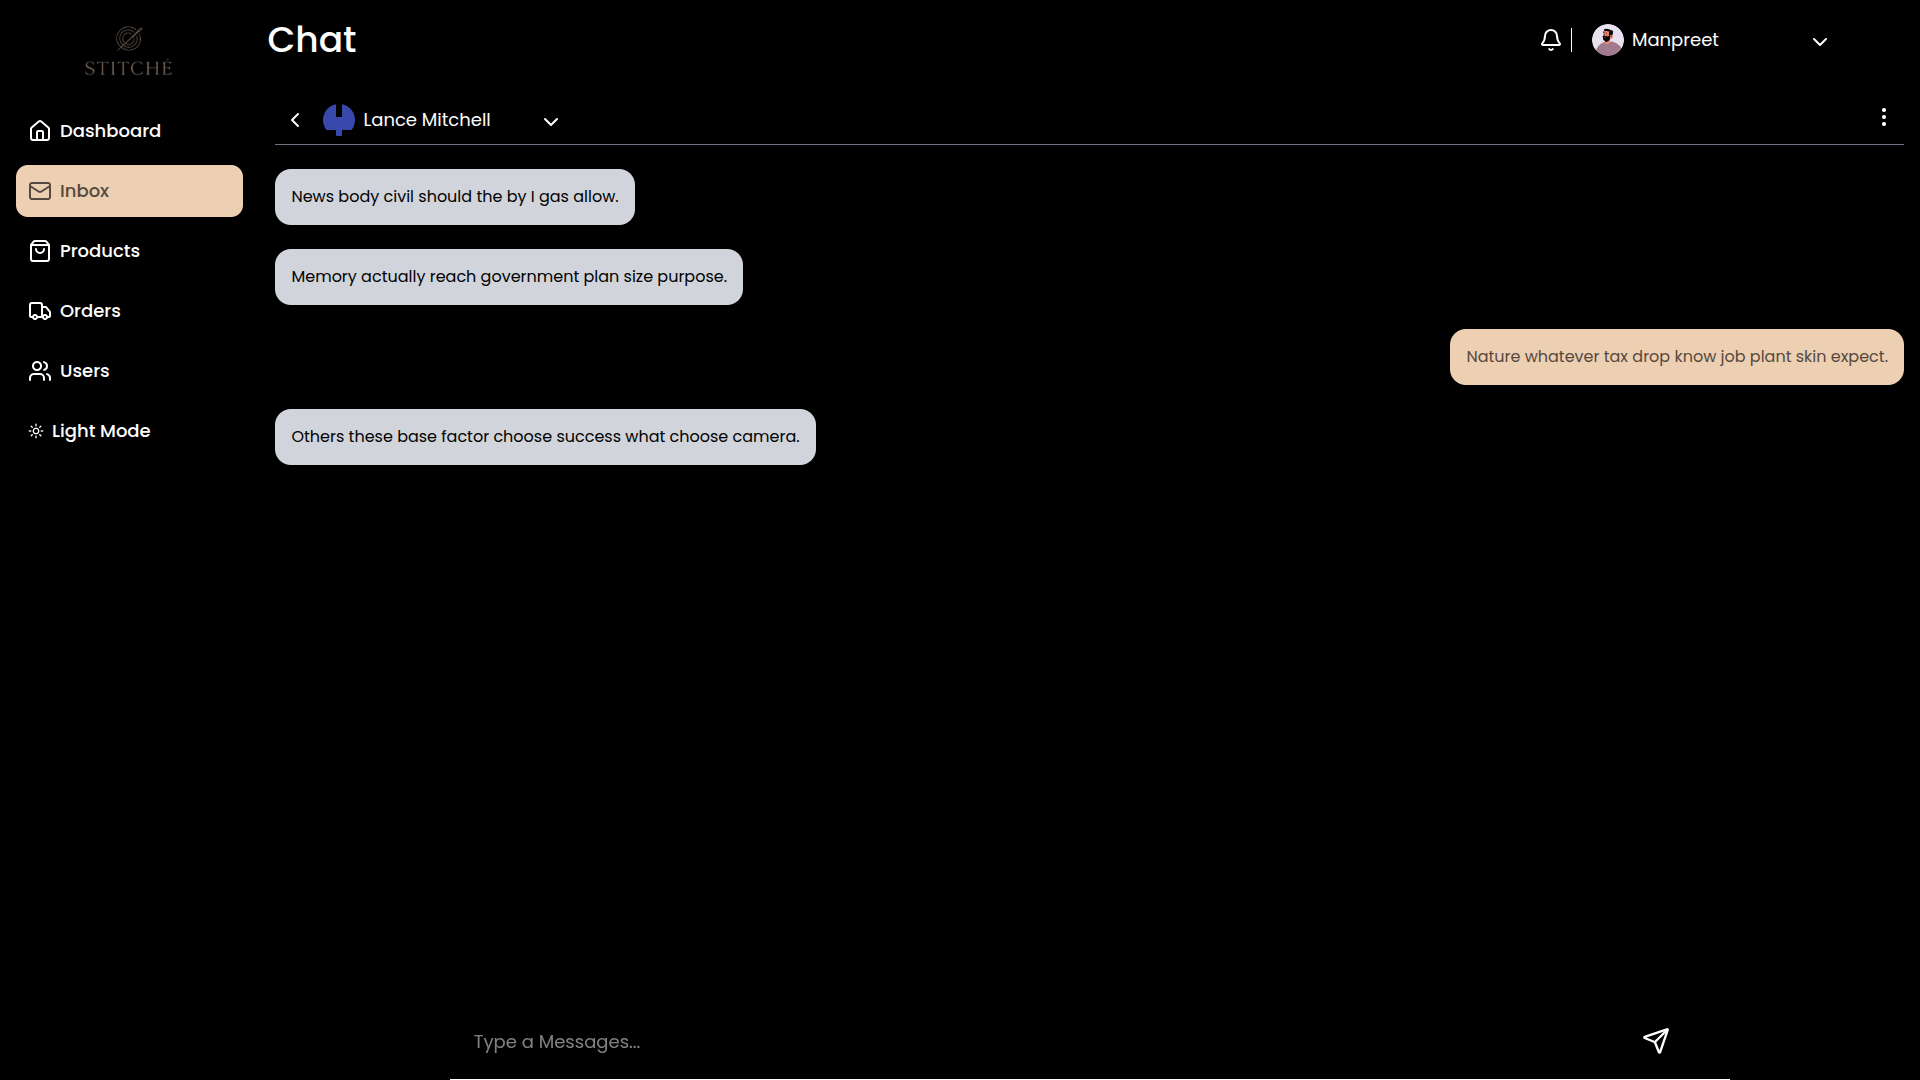 STITCHÉ
Chat
Manpreet
Dashboard
Lance Mitchell
Inbox
News body civil should the by I gas allow.
Products
Memory actually reach government plan size purpose.
Orders
Nature whatever tax drop know job plant skin expect.
Users
Light Mode
Others these base factor choose success what choose camera.
Type a Messages...